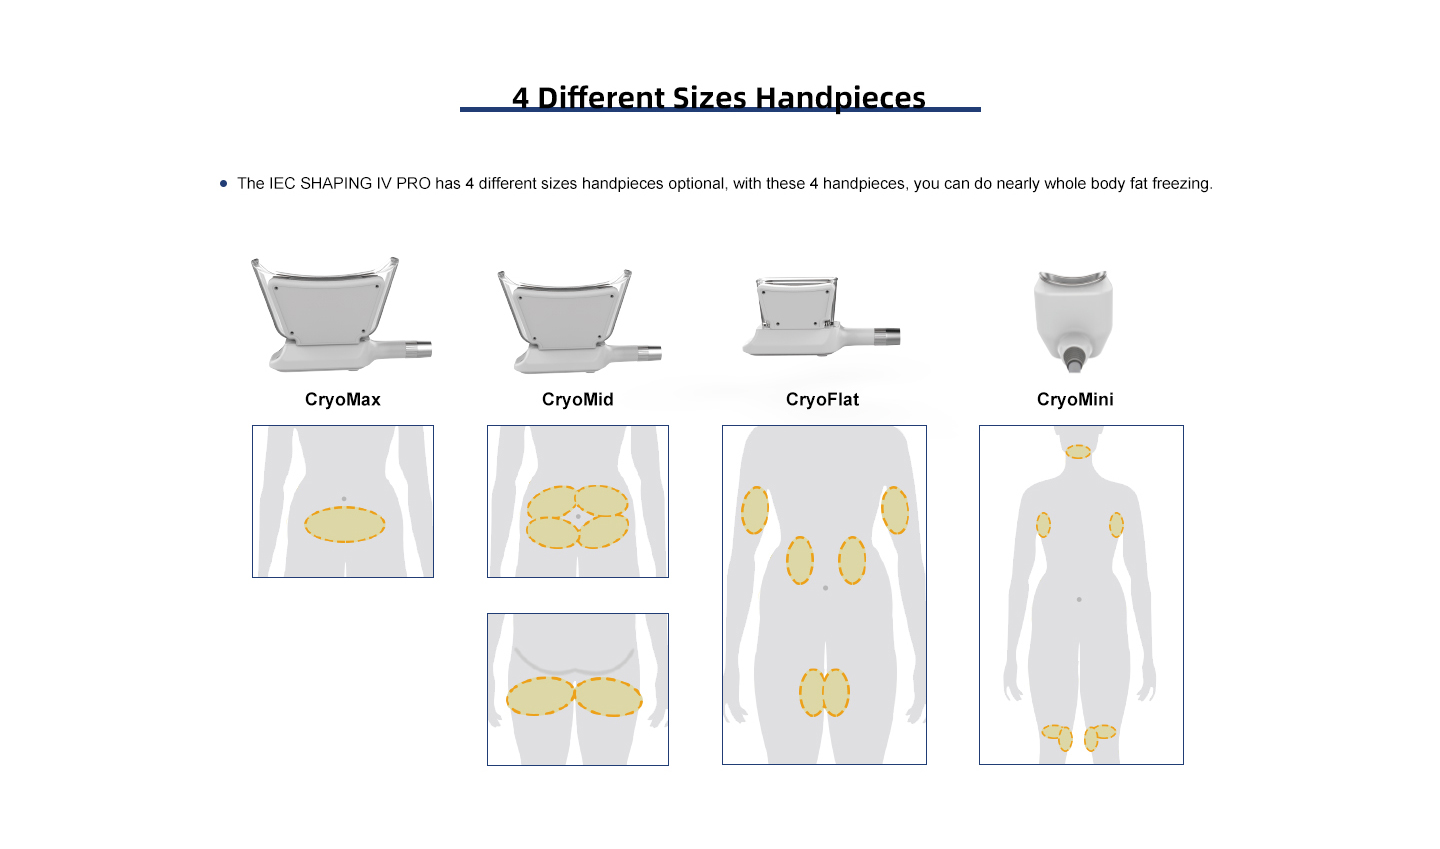 4 Different Sizes Handpieces
The IEC SHAPING IV PRO has 4 different sizes handpieces optional, with these 4 handpieces, you can do nearly whole body fat freezing.
CryoMax
CryoMid
CryoFlat
CryoMini